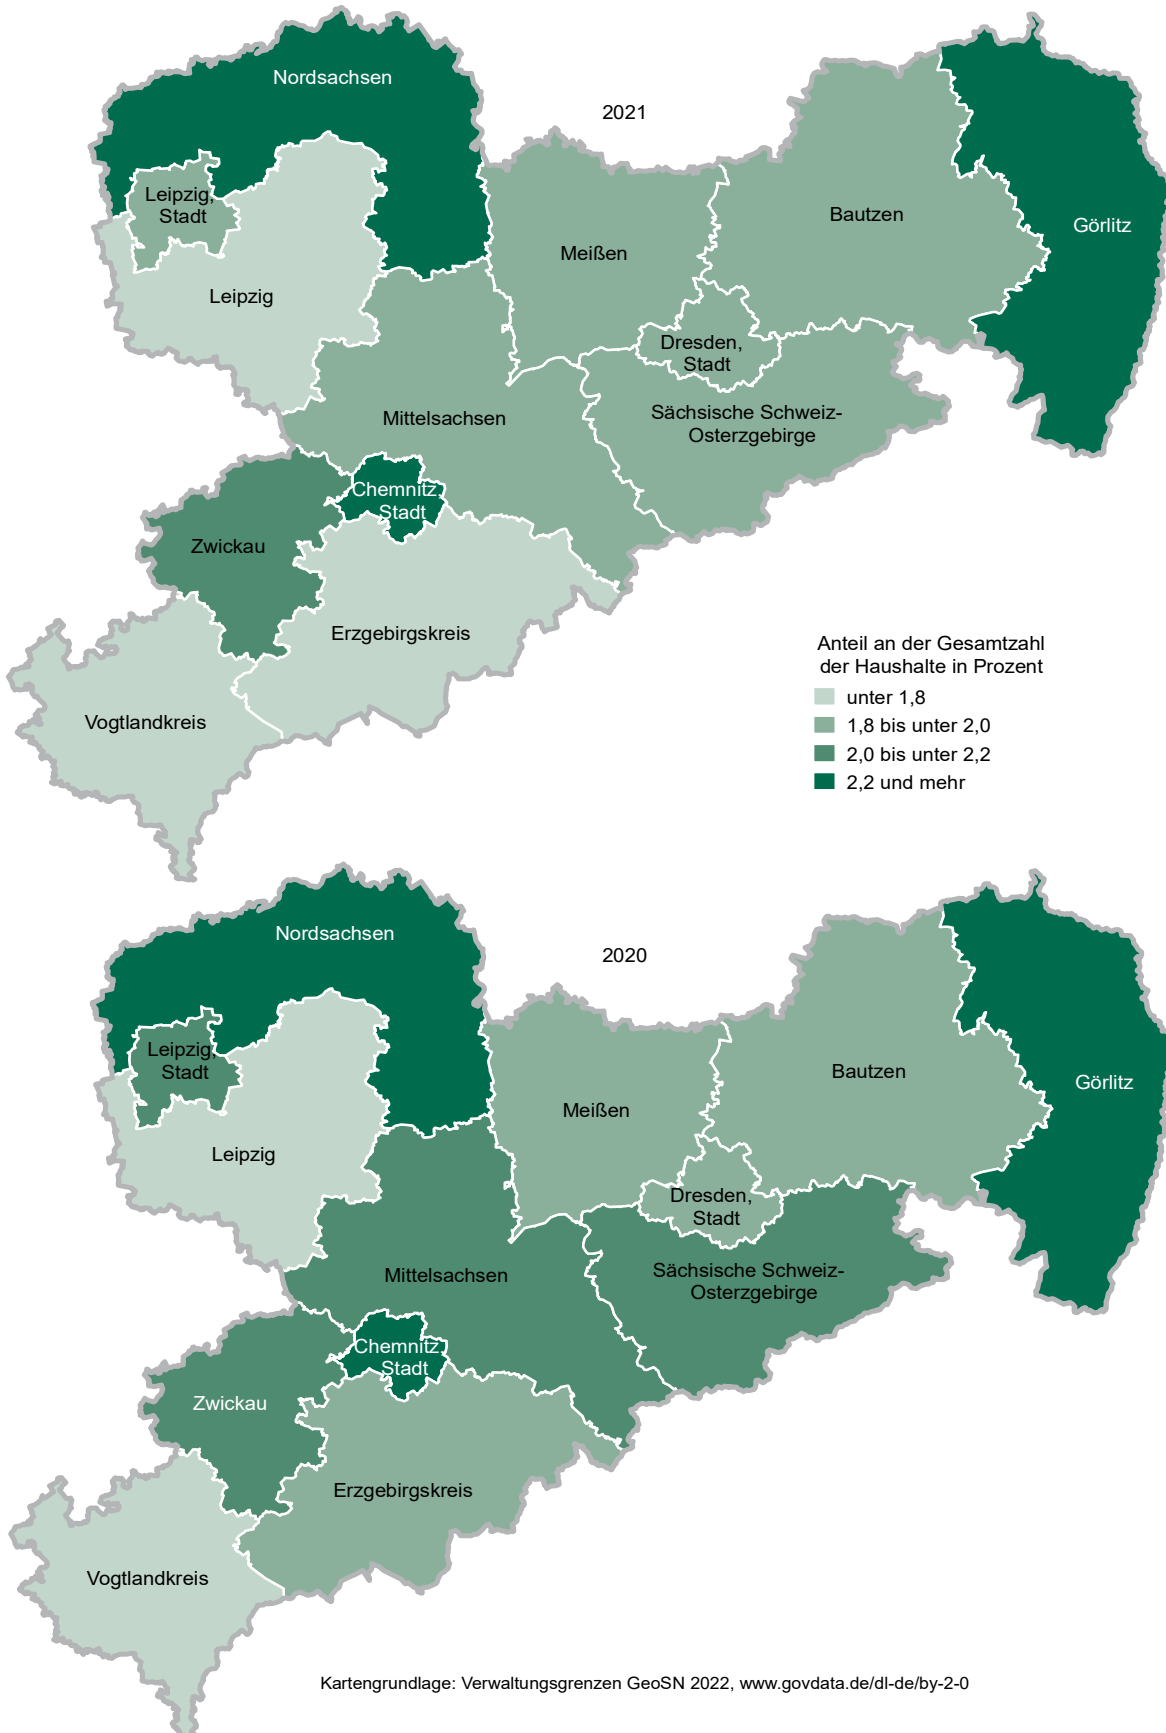 Nordsachsen
2021
Leipzig,
Stadt
Bautzen
Görlitz
Meißen
Leipzig
Dresden,
Stadt
Mittelsachsen
Sächsische Schweiz-
Osterzgebirge
Chemnitz,
Stadt
Zwickau
Erzgebirgskreis
Vogtlandkreis
Anteil an der Gesamtzahl
der Haushalte in Prozent
unter 1,8
1,8 bis unter 2,0
2,0 bis unter 2,2
2,2 und mehr
Nordsachsen
2020
Leipzig,
Stadt
Bautzen
Görlitz
Meißen
Leipzig
Dresden,
Stadt
Mittelsachsen
Sächsische Schweiz-
Osterzgebirge
Chemnitz,
Stadt
Zwickau
Erzgebirgskreis
Vogtlandkreis
Kartengrundlage: Verwaltungsgrenzen GeoSN 2022, www.govdata.de/dl-de/by-2-0